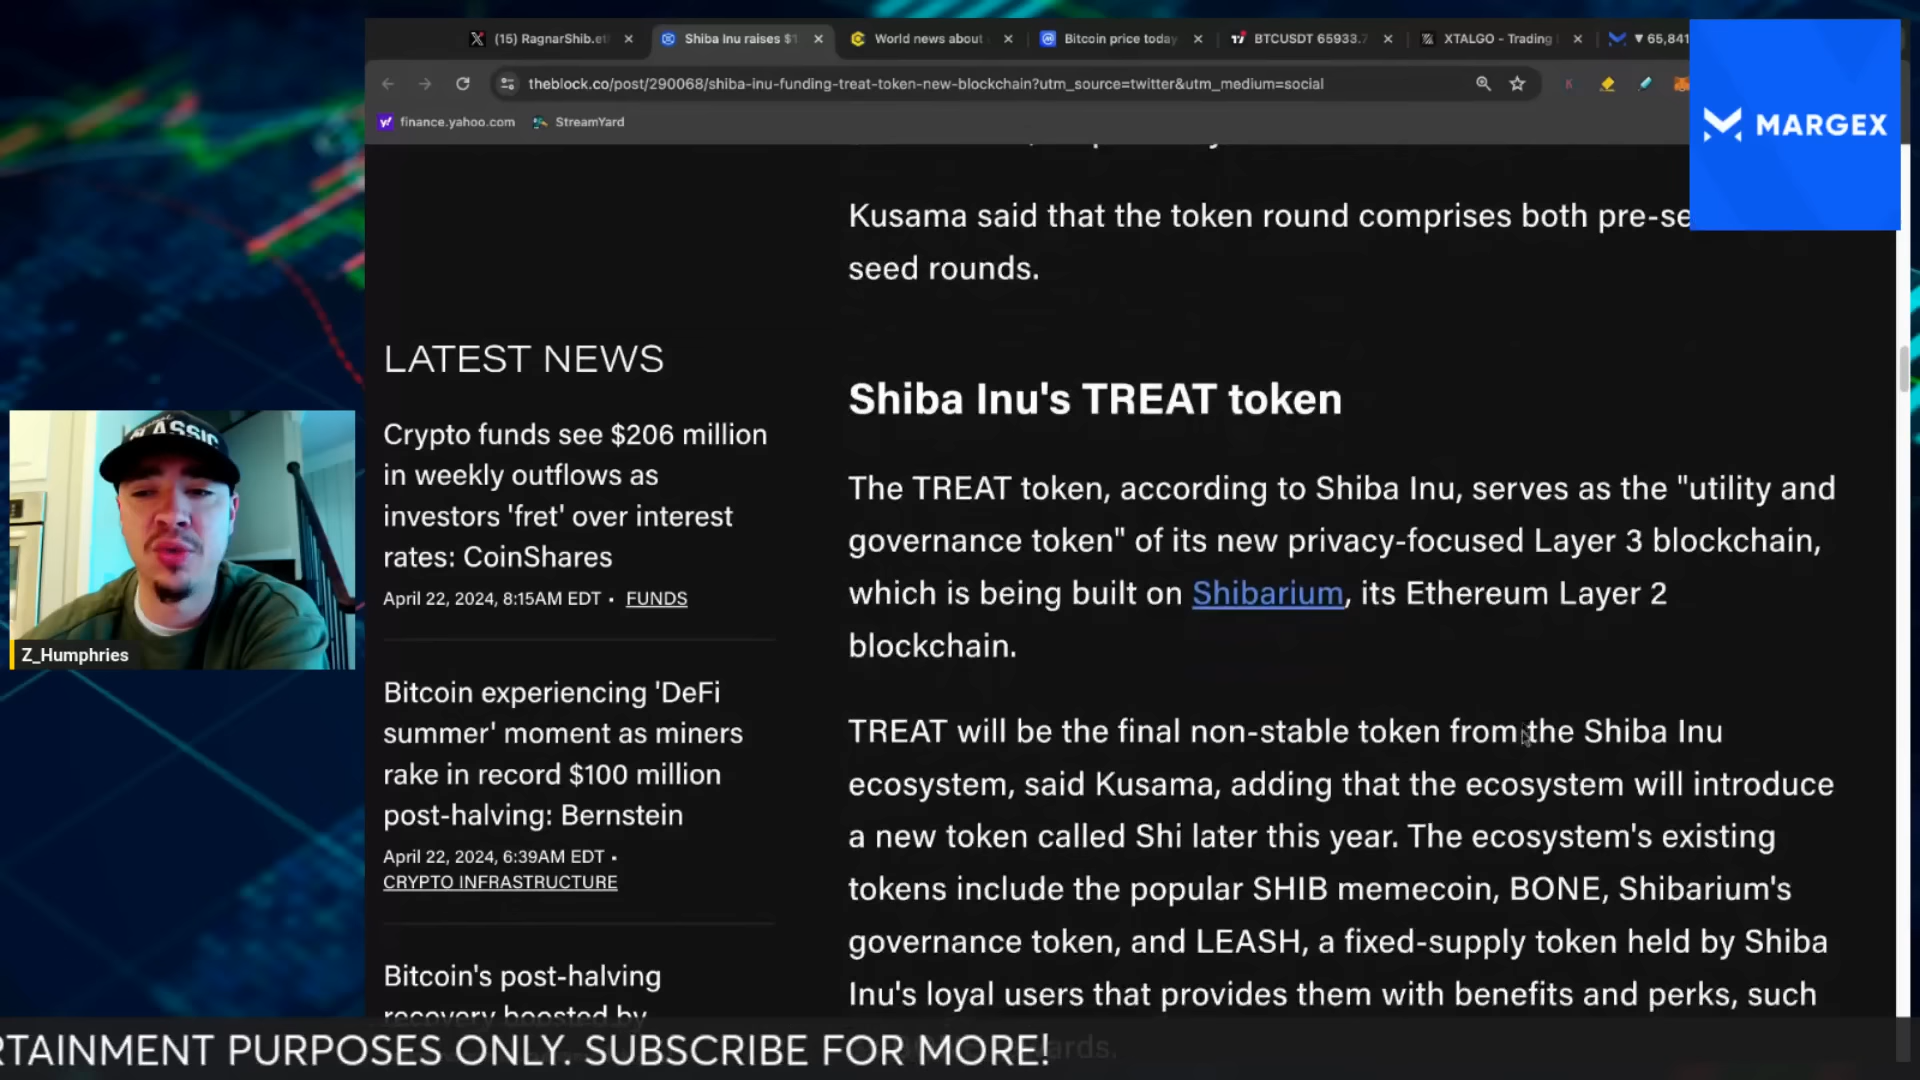 (15) RagnarShib.et
Shiba Inu raises $1
World news about
Bitcoin price today
BTCUSDT 65933.7
XTALGO - Trading
▼ 65,841
theblock.co/post/290068/shiba-inu-funding-treat-token-new-blockchain?utm_source=twitter&utm_medium=social
finance.yahoo.com
StreamYard
MARGEX
Kusama said that the token round comprises both pre-se
seed rounds.
LATEST NEWS
Crypto funds see $206 million
in weekly outflows as
investors 'fret' over interest
rates: CoinShares
April 22, 2024, 8:15AM EDT • FUNDS
Bitcoin experiencing 'DeFi
summer' moment as miners
rake in record $100 million
post-halving: Bernstein
April 22, 2024, 6:39AM EDT •
CRYPTO INFRASTRUCTURE
Bitcoin's post-halving
recovery boosted by
Shiba Inu's TREAT token
The TREAT token, according to Shiba Inu, serves as the "utility and
governance token" of its new privacy-focused Layer 3 blockchain,
which is being built on Shibarium, its Ethereum Layer 2
blockchain.
TREAT will be the final non-stable token from the Shiba Inu
ecosystem, said Kusama, adding that the ecosystem will introduce
a new token called Shi later this year. The ecosystem's existing
tokens include the popular SHIB memecoin, BONE, Shibarium's
governance token, and LEASH, a fixed-supply token held by Shiba
Inu's loyal users that provides them with benefits and perks, such
CLASSIC
Z_Humphries
RTAINMENT PURPOSES ONLY. SUBSCRIBE FOR MORE!